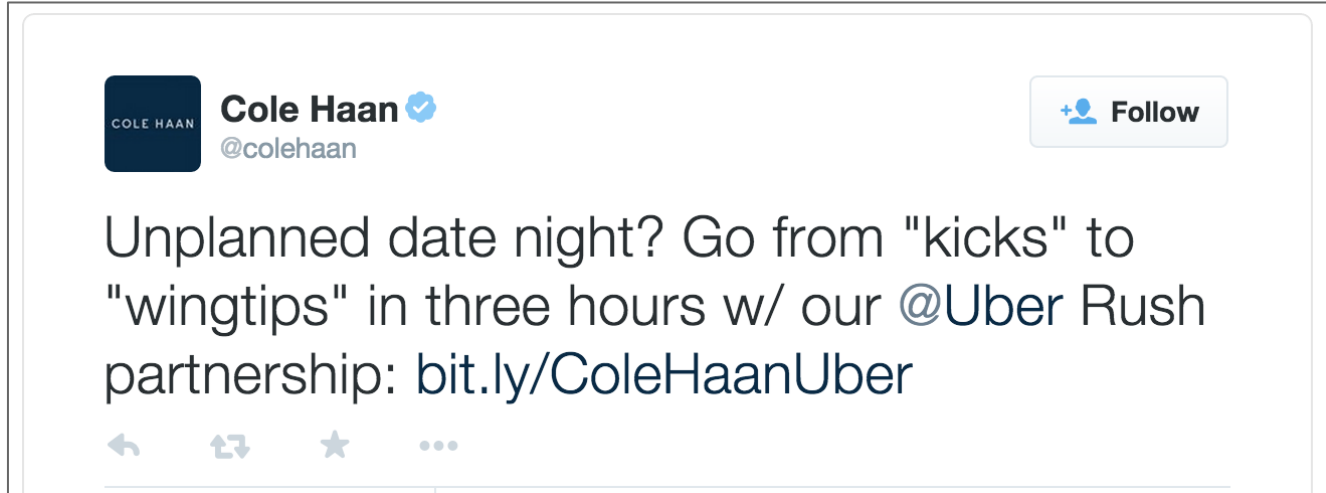 COLE HAAN
Cole Haan
@colehaan
Follow
Unplanned date night? Go from "kicks" to
"wingtips" in three hours w/ our @Uber Rush
partnership: bit.ly/ColeHaanUber